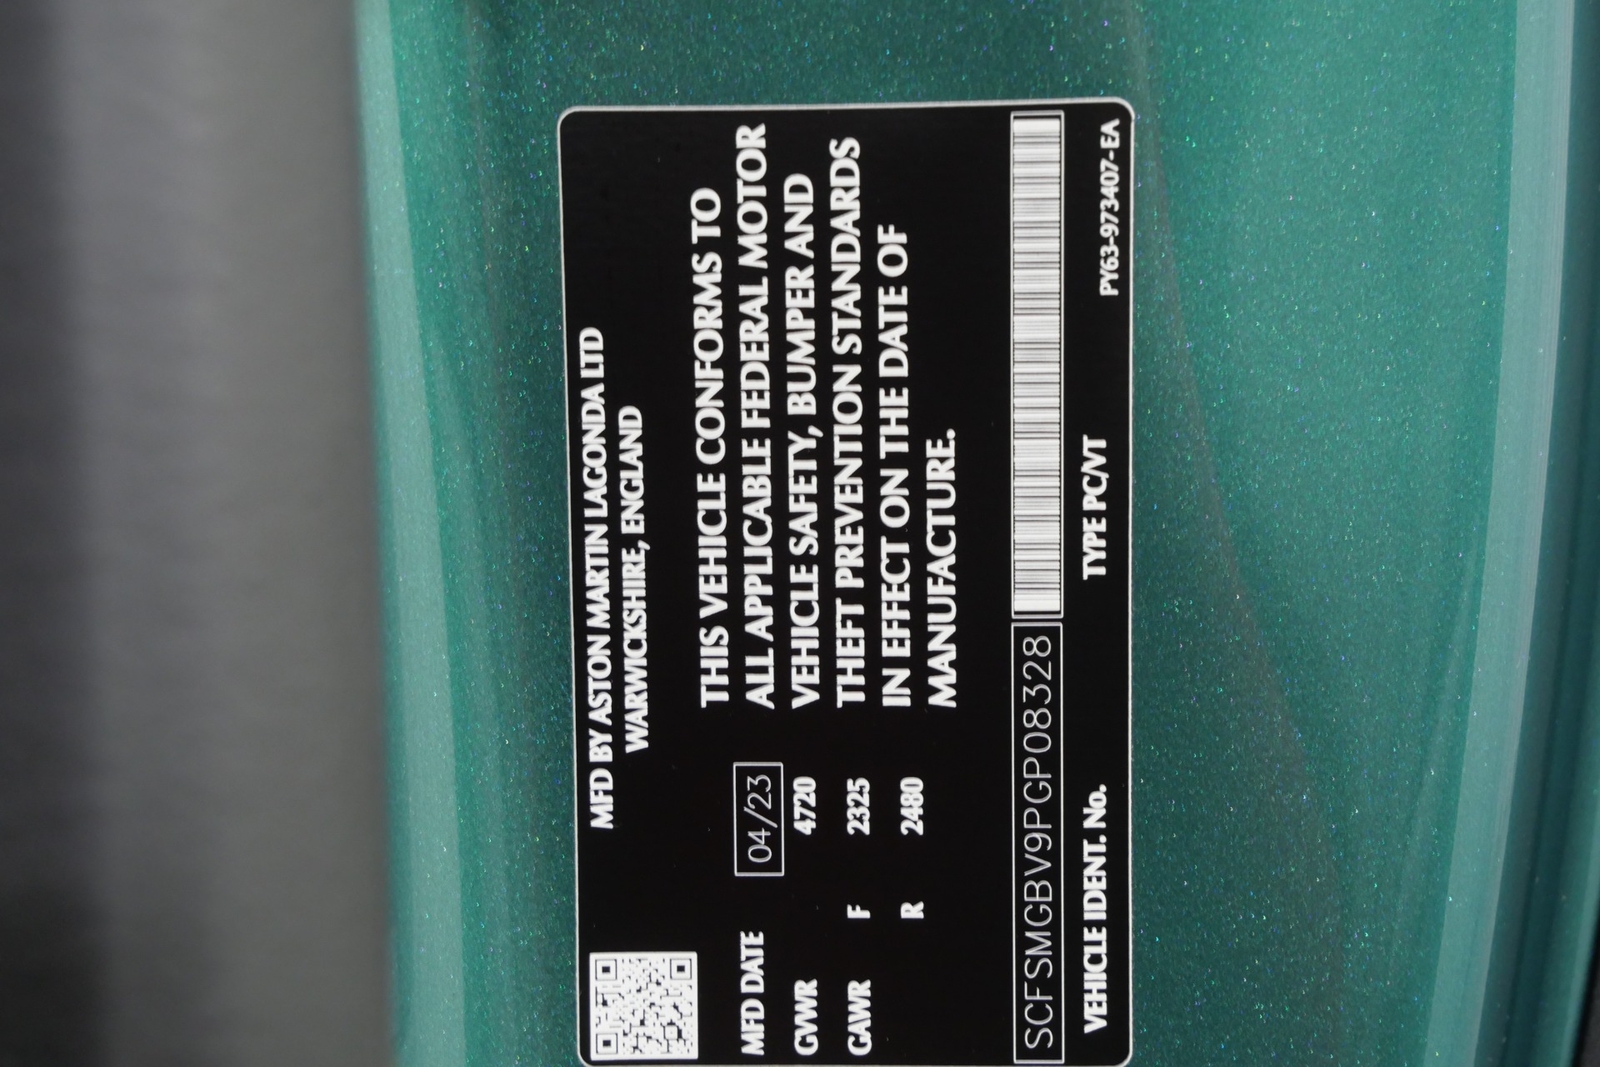 MFD BY ASTON MARTIN LAGONDA LTD
WARWICKSHIRE, ENGLAND
MFD DATE 04/23
GVWR 4720
GAWR F 2325
R 2480
THIS VEHICLE CONFORMS TO
ALL APPLICABLE FEDERAL MOTOR
VEHICLE SAFETY, BUMPER AND
THEFT PREVENTION STANDARDS
IN EFFECT ON THE DATE OF
MANUFACTURE.
SCFSMGBV9PGP08328
VEHICLE IDENT. No. TYPE PC/VT PY63-973407-EA